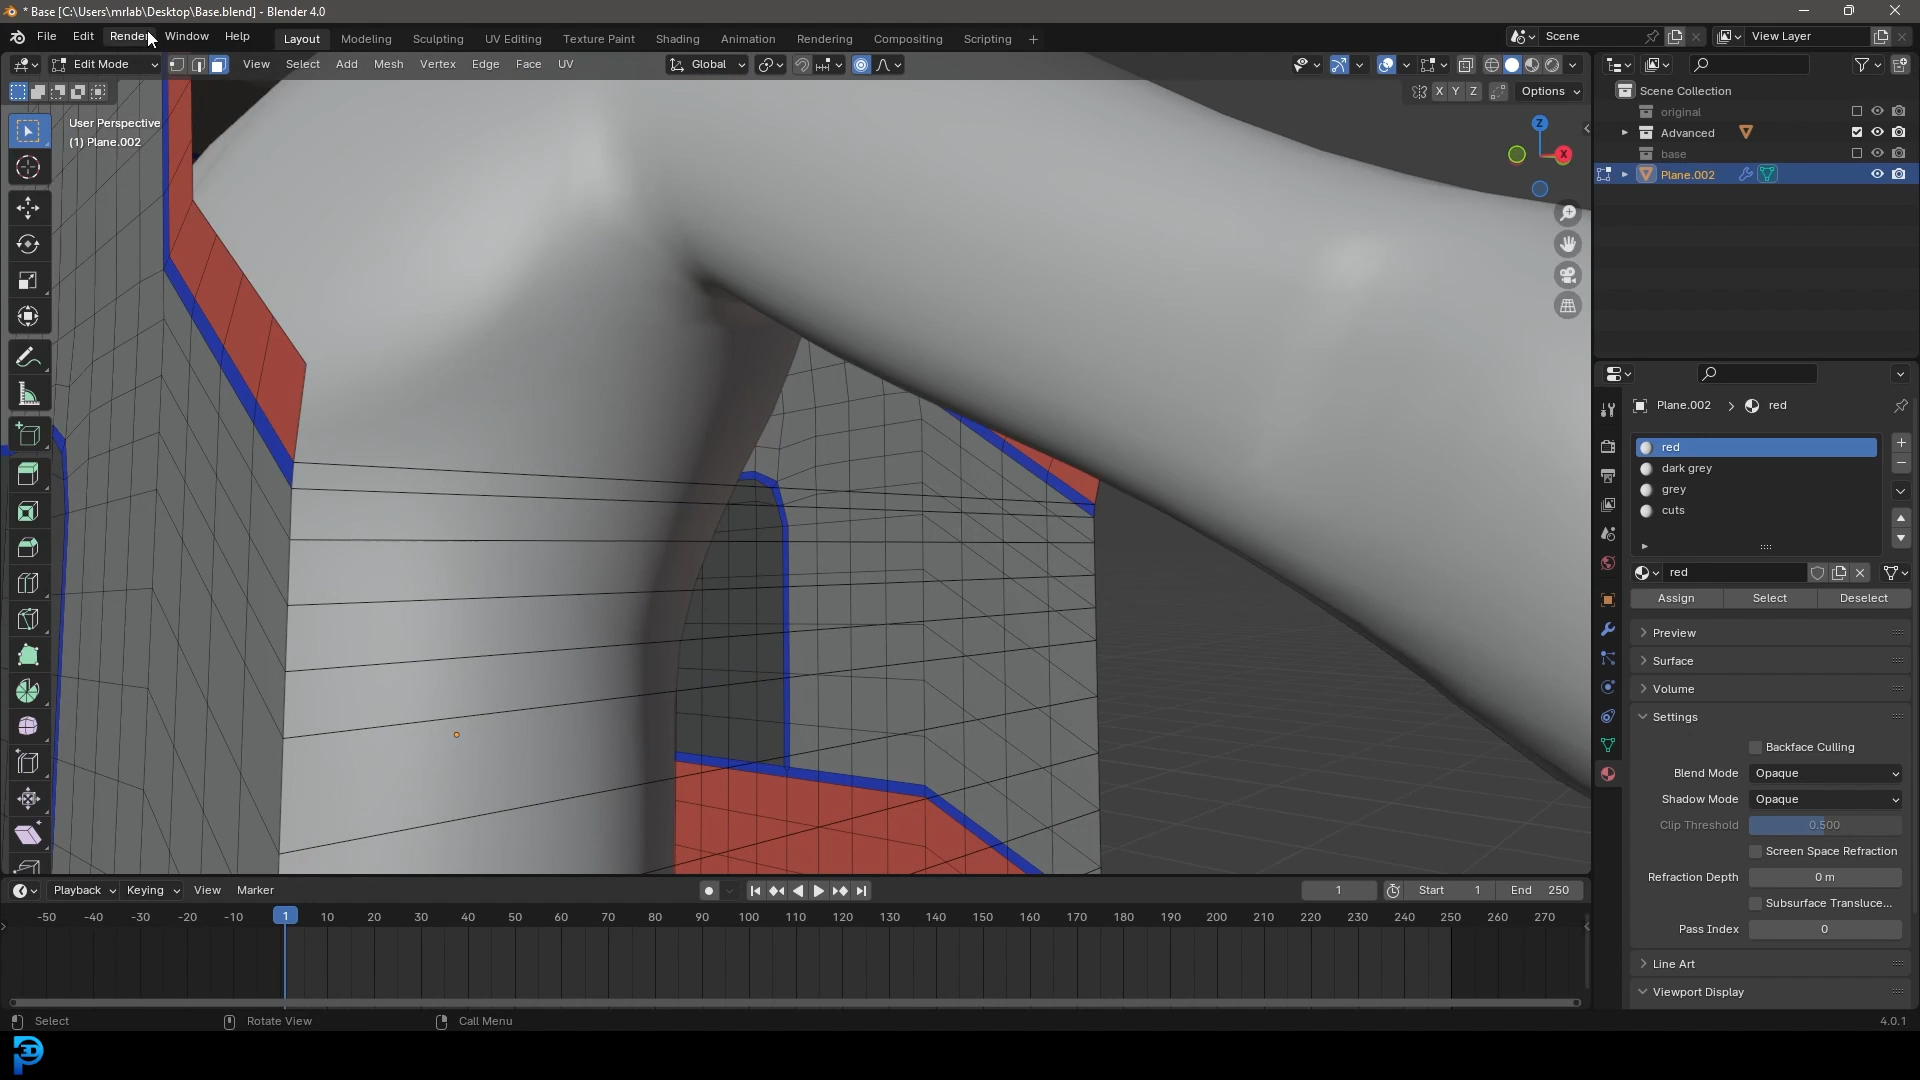 * Base [C:\Users\mrlab\Desktop\Base.blend] - Blender 4.0
File Edit Render Window Help Layout Modeling Sculpting UV Editing Texture Paint Shading Animation Rendering Compositing Scripting + Scene View Layer
Edit Mode View Select Add Mesh Vertex Edge Face UV Global
X Y Z Options
User Perspective
(1) Plane.002
Z
X
Scene Collection
original
Advanced
base
Plane.002
Plane.002 > red
red
dark grey
grey
cuts
red
Assign Select Deselect
Preview
Surface
Volume
Settings
Backface Culling
Blend Mode Opaque
Shadow Mode Opaque
Clip Threshold 0.500
Screen Space Refraction
Refraction Depth 0 m
Subsurface Transluce...
Pass Index 0
Line Art
Viewport Display
Playback Keying View Marker 1 Start 1 End 250
-50 -40 -30 -20 -10 1 10 20 30 40 50 60 70 80 90 100 110 120 130 140 150 160 170 180 190 200 210 220 230 240 250 260 270
Select Rotate View Call Menu 4.0.1
3D